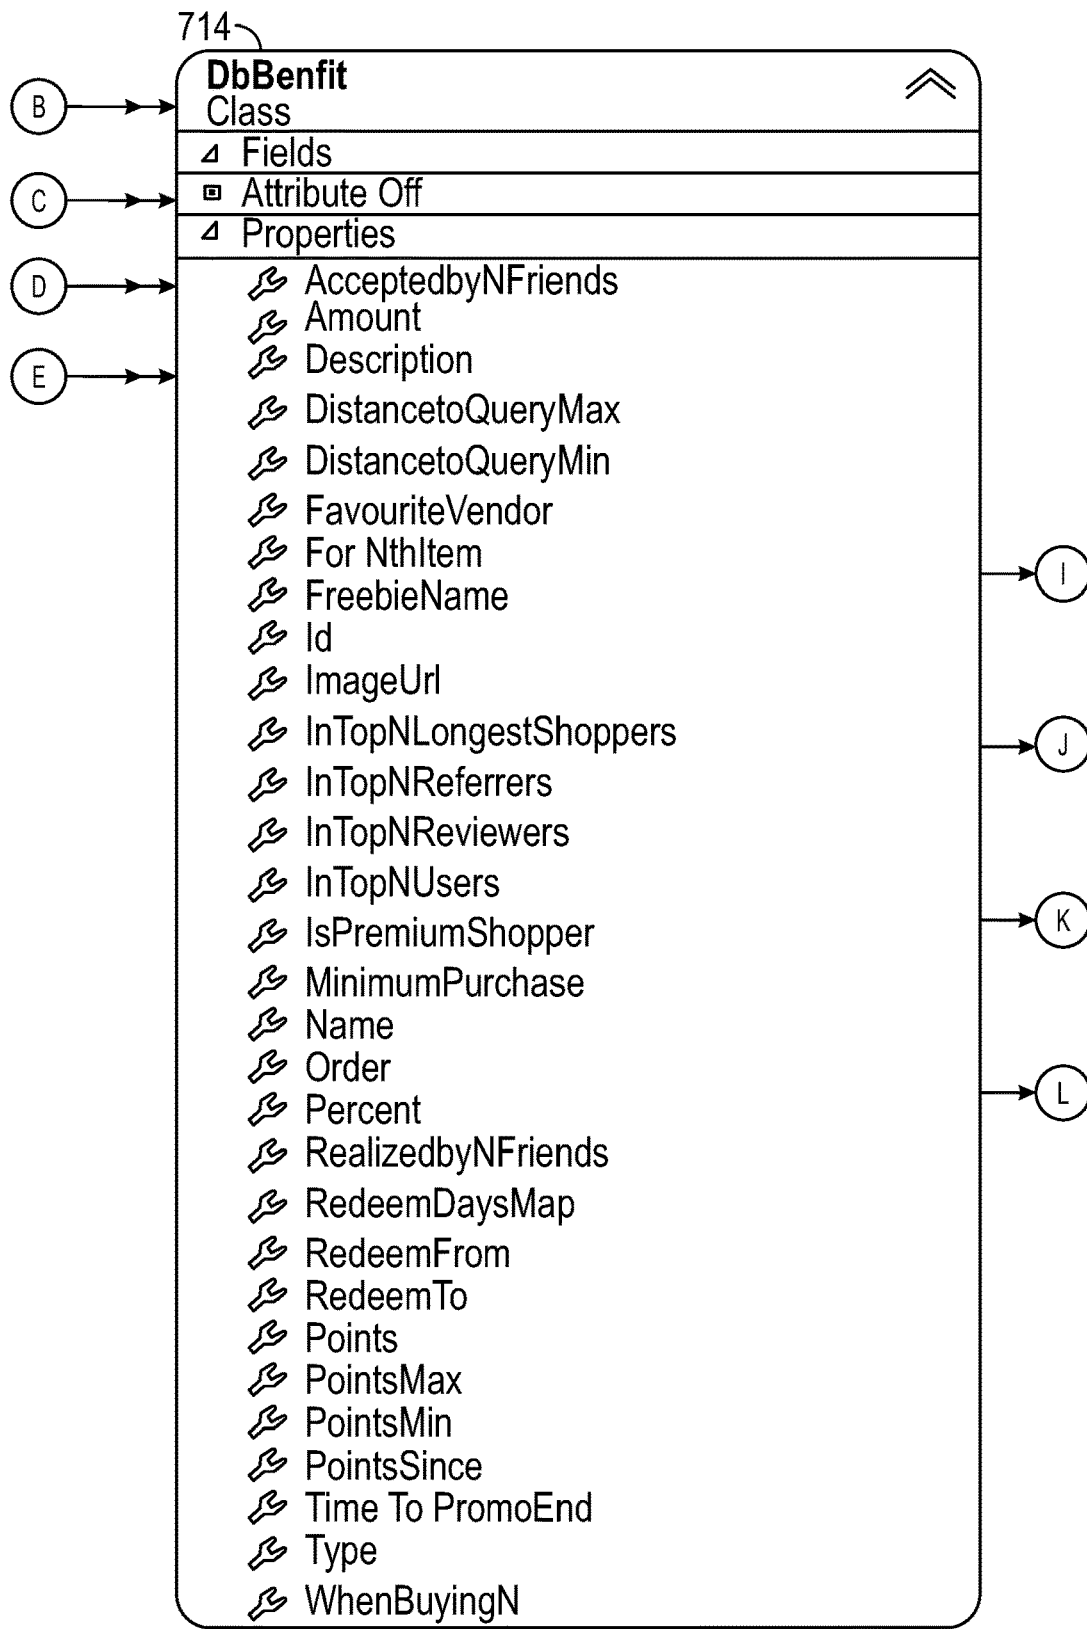 714
DbBenfit
Class
B
Fields
C
Attribute Off
Properties
D
AcceptedbyNFriends
Amount
Description
E
DistancetoQueryMax
DistancetoQueryMin
FavouriteVendor
For NthItem
I
FreebieName
Id
ImageUrl
InTopNLongestShoppers
J
InTopNReferrers
InTopNReviewers
InTopNUsers
K
IsPremiumShopper
MinimumPurchase
Name
Order
L
Percent
RealizedbyNFriends
RedeemDaysMap
RedeemFrom
RedeemTo
Points
PointsMax
PointsMin
PointsSince
Time To PromoEnd
Type
WhenBuyingN